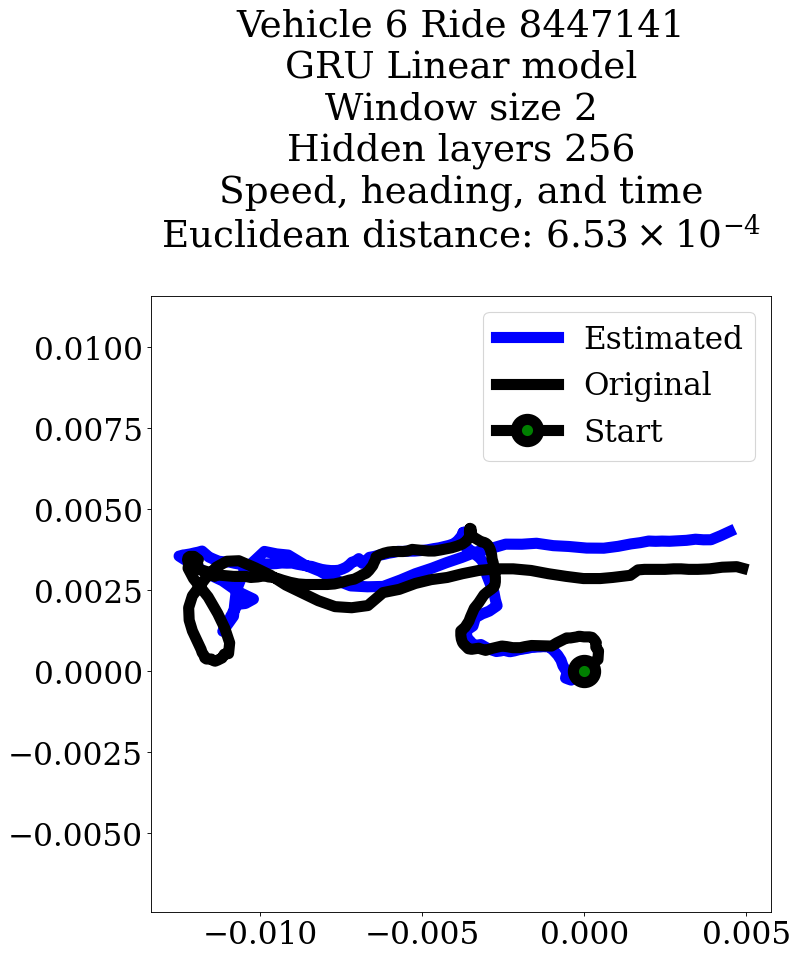 Vehicle 6 Ride 8447141
GRU Linear model
Window size 2
Hidden layers 256
Speed, heading, and time
Euclidean distance: 6.53 × 10⁻⁴
Estimated
Original
Start
0.0100
0.0075
0.0050
0.0025
0.0000
−0.0025
−0.0050
−0.010 −0.005 0.000 0.005